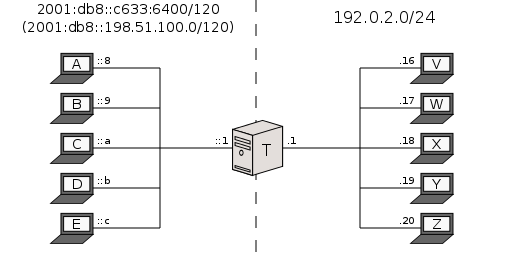 2001:db8::c633:6400/120
(2001:db8::198.51.100.0/120)
192.0.2.0/24
A ::8
B ::9
C ::a
D ::b
E ::c
::1 T .1
.16 V
.17 W
.18 X
.19 Y
.20 Z